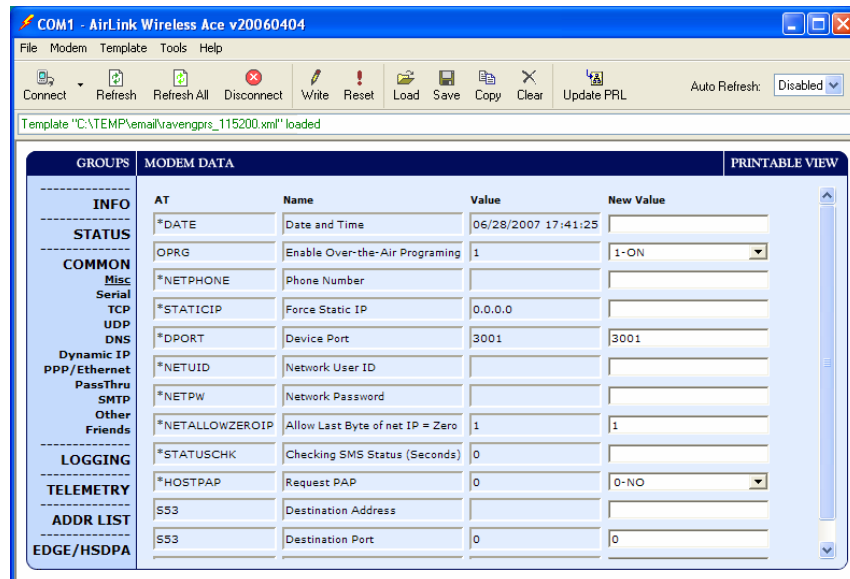 COM1 - AirLink Wireless Ace v20060404
File Modem Template Tools Help
Connect Refresh Refresh All Disconnect Write Reset Load Save Copy Clear Update PRL Auto Refresh: Disabled
Template "C:\TEMP\email\ravengprs_115200.xml" loaded
GROUPS MODEM DATA PRINTABLE VIEW
INFO
STATUS
COMMON
Misc
Serial
TCP
UDP
DNS
Dynamic IP
PPP/Ethernet
PassThru
SMTP
Other
Friends
LOGGING
TELEMETRY
ADDR LIST
EDGE/HSDPA
AT Name Value New Value
*DATE Date and Time 06/28/2007 17:41:25
OPRG Enable Over-the-Air Programing 1 1-ON
*NETPHONE Phone Number
*STATICIP Force Static IP 0.0.0.0
*DPORT Device Port 3001 3001
*NETUID Network User ID
*NETPW Network Password
*NETALLOWZEROIP Allow Last Byte of net IP = Zero 1 1
*STATUSCHK Checking SMS Status (Seconds) 0
*HOSTPAP Request PAP 0 0-NO
S53 Destination Address
S53 Destination Port 0 0